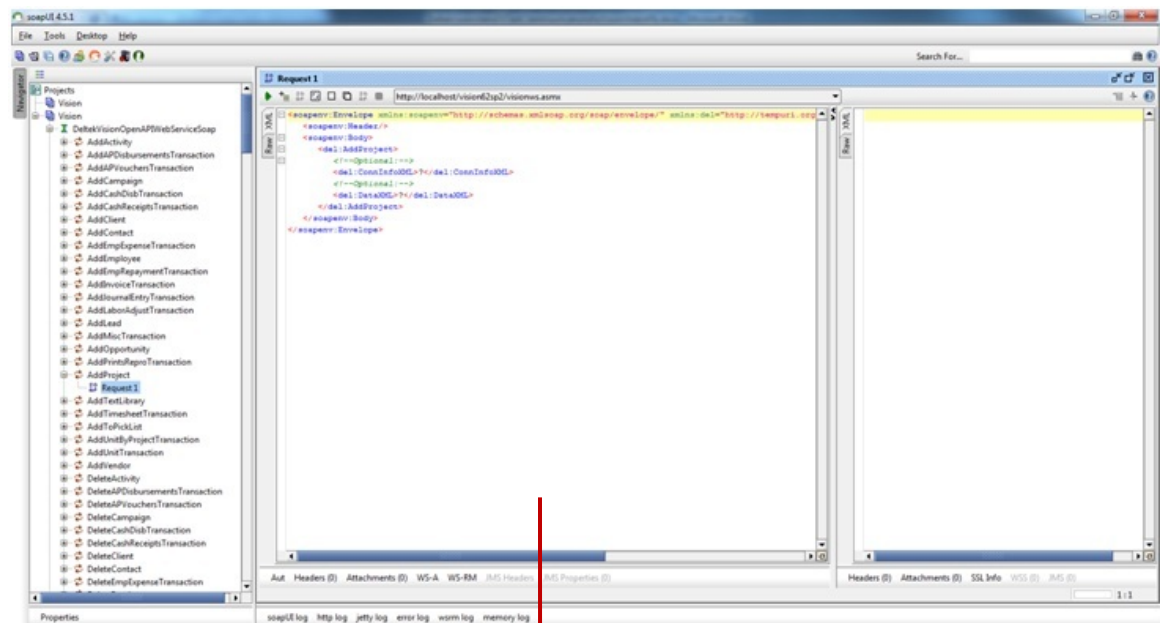 soapUI 4.5.1
File Tools Desktop Help
Search For...
Navigator
Projects
Vision
Vision
DeltekVisionOpenAPIWebServiceSoap
AddActivity
AddAPDisbursementsTransaction
AddAPVouchersTransaction
AddCampaign
AddCashDisbTransaction
AddCashReceiptsTransaction
AddClient
AddContact
AddEmpExpenseTransaction
AddEmployee
AddEmpRepaymentTransaction
AddInvoiceTransaction
AddJournalEntryTransaction
AddLaborAdjustTransaction
AddLead
AddMiscTransaction
AddOpportunity
AddPrintsReproTransaction
AddProject
Request 1
AddTextLibrary
AddTimesheetTransaction
AddToPickList
AddUnitByProjectTransaction
AddUnitTransaction
AddVendor
DeleteActivity
DeleteAPDisbursementsTransaction
DeleteAPVouchersTransaction
DeleteCampaign
DeleteCashDisbTransaction
DeleteCashReceiptsTransaction
DeleteClient
DeleteContact
DeleteEmpExpenseTransaction
Properties
Request 1
http://localhost/vision62sp2/visionws.asmx
XML
Raw
<soapenv:Envelope xmlns:soapenv="http://schemas.xmlsoap.org/soap/envelope/" xmlns:del="http://tempuri.org
<soapenv:Header/>
<soapenv:Body>
<del:AddProject>
<!--Optional:-->
<del:ConnInfoXML>?</del:ConnInfoXML>
<!--Optional:-->
<del:DataXML>?</del:DataXML>
</del:AddProject>
</soapenv:Body>
</soapenv:Envelope>
XML
Raw
Aut Headers (0) Attachments (0) WS-A WS-RM JMS Headers JMS Properties (0)
Headers (0) Attachments (0) SSL Info WSS (0) JMS (0)
1:1
soapUI log http log jetty log error log wsrm log memory log